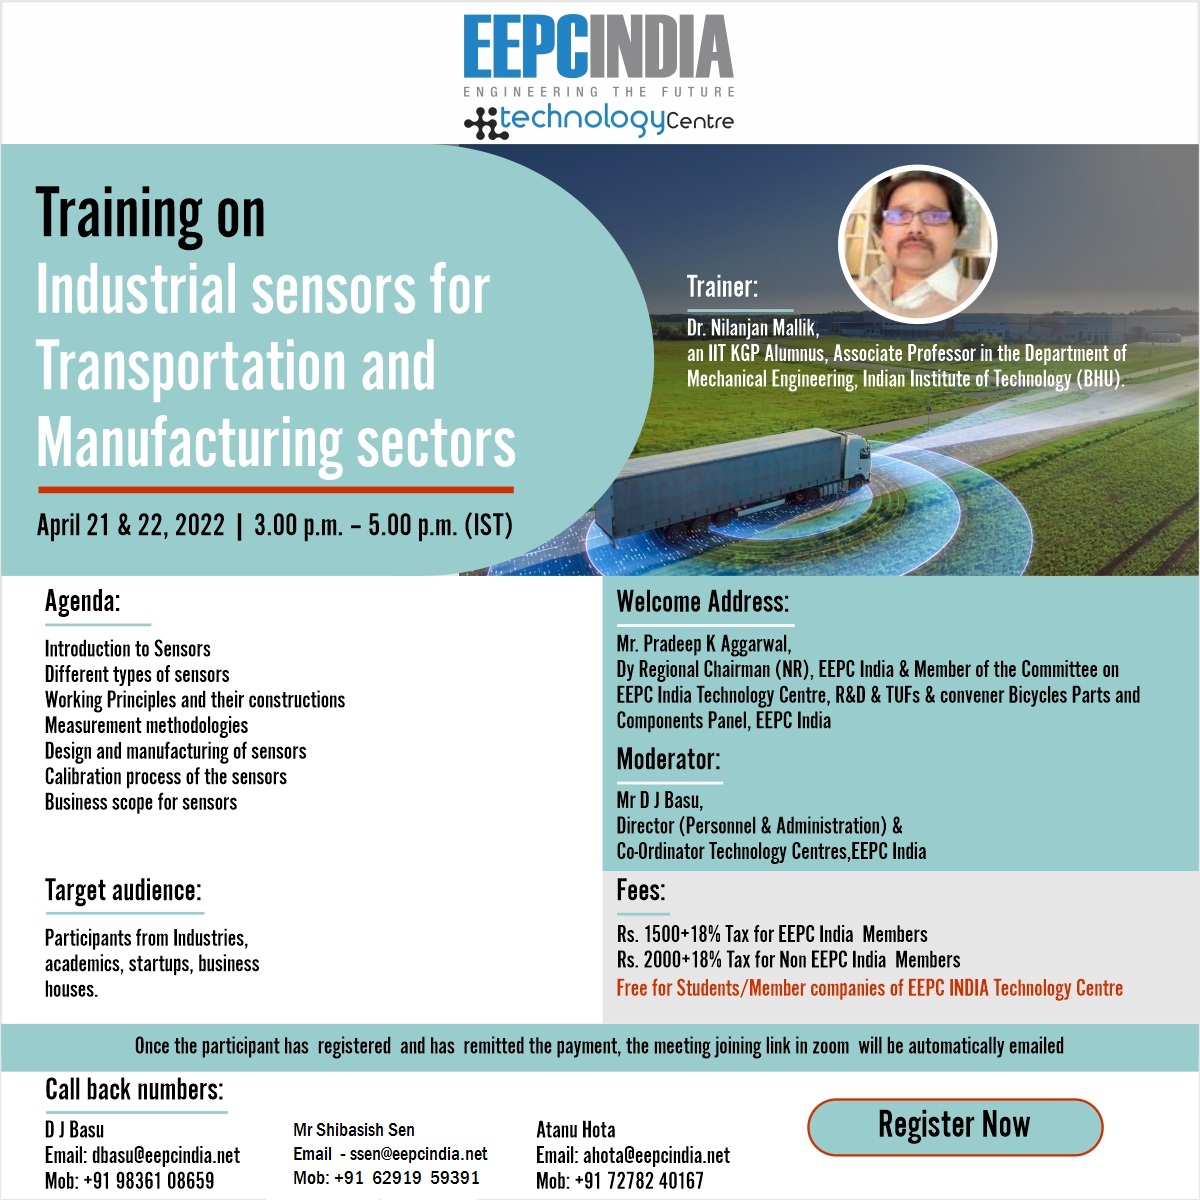 EEPCINDIA
ENGINEERING THE FUTURE
technologyCentre
Training on
Industrial sensors for
Transportation and
Manufacturing sectors
April 21 & 22, 2022 | 3.00 p.m. – 5.00 p.m. (IST)
Trainer:
Dr. Nilanjan Mallik,
an IIT KGP Alumnus, Associate Professor in the Department of
Mechanical Engineering, Indian Institute of Technology (BHU).
Agenda:
Introduction to Sensors
Different types of sensors
Working Principles and their constructions
Measurement methodologies
Design and manufacturing of sensors
Calibration process of the sensors
Business scope for sensors
Welcome Address:
Mr. Pradeep K Aggarwal,
Dy Regional Chairman (NR), EEPC India & Member of the Committee on
EEPC India Technology Centre, R&D & TUFs & convener Bicycles Parts and
Components Panel, EEPC India
Moderator:
Mr D J Basu,
Director (Personnel & Administration) &
Co-Ordinator Technology Centres,EEPC India
Target audience:
Participants from Industries,
academics, startups, business
houses.
Fees:
Rs. 1500+18% Tax for EEPC India Members
Rs. 2000+18% Tax for Non EEPC India Members
Free for Students/Member companies of EEPC INDIA Technology Centre
Once the participant has registered and has remitted the payment, the meeting joining link in zoom will be automatically emailed
Call back numbers:
D J Basu
Email: dbasu@eepcindia.net
Mob: +91 98361 08659
Mr Shibasish Sen
Email - ssen@eepcindia.net
Mob: +91 62919 59391
Atanu Hota
Email: ahota@eepcindia.net
Mob: +91 72782 40167
Register Now